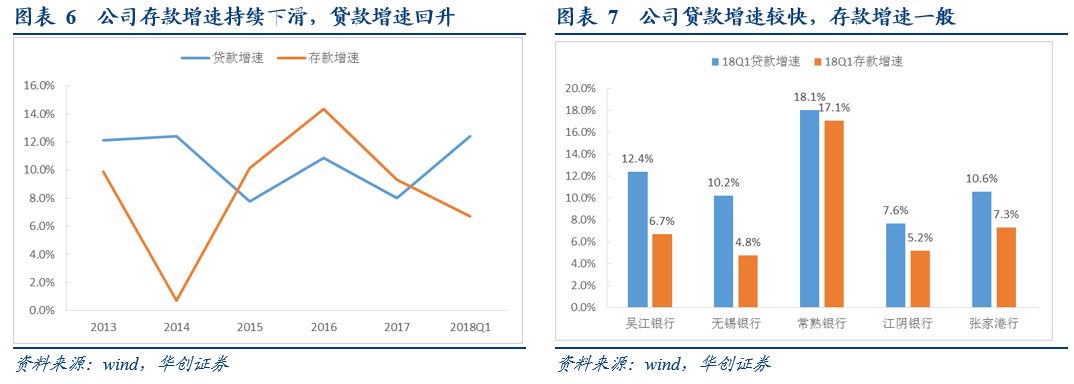 图表 6 公司存款增速持续下滑，贷款增速回升
贷款增速 存款增速
16.0%
14.0%
12.0%
10.0%
8.0%
6.0%
4.0%
2.0%
0.0%
2013 2014 2015 2016 2017 2018Q1
资料来源：wind，华创证券
图表 7 公司贷款增速较快，存款增速一般
18Q1贷款增速 18Q1存款增速
20.0%
18.0%
16.0%
14.0%
12.0%
10.0%
8.0%
6.0%
4.0%
2.0%
0.0%
12.4% 6.7% 10.2% 4.8% 18.1% 17.1% 7.6% 5.2% 10.6% 7.3%
吴江银行 无锡银行 常熟银行 江阴银行 张家港行
资料来源：wind，华创证券